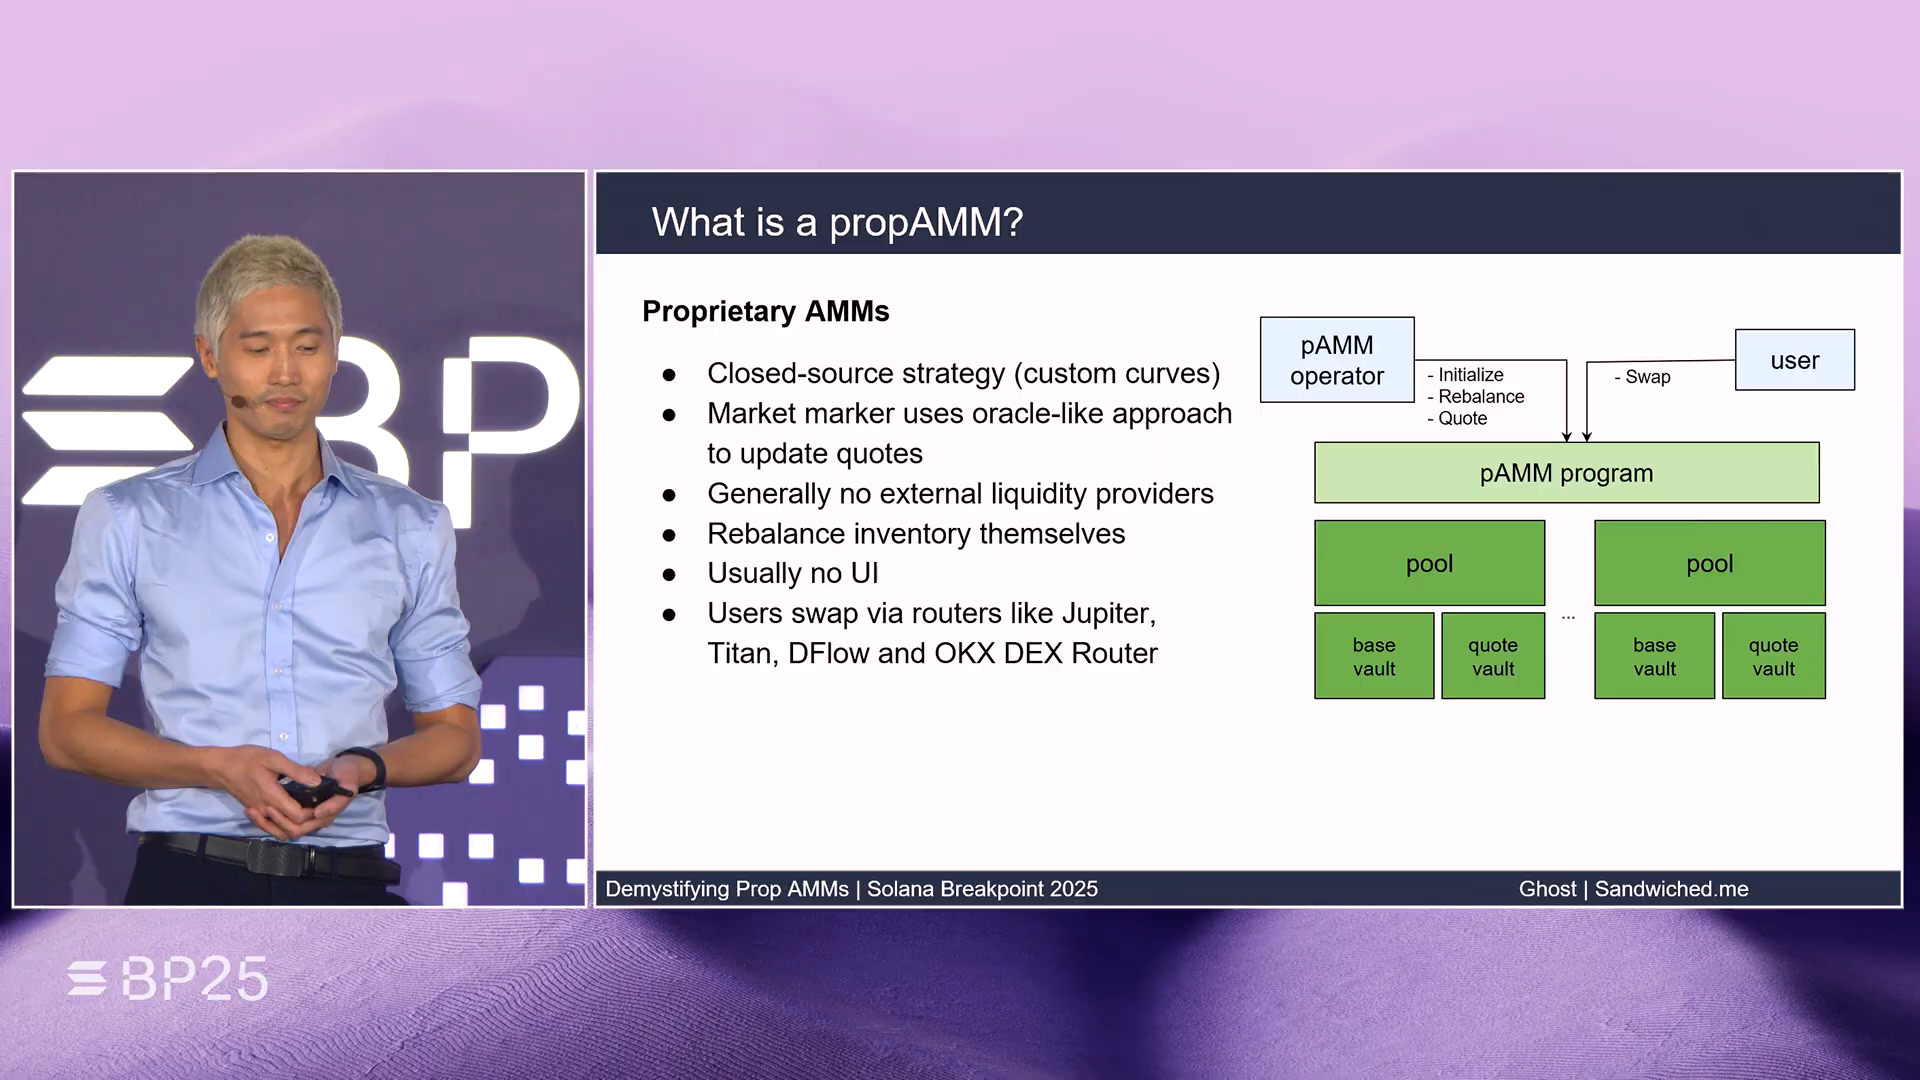 BP
What is a propAMM?
Proprietary AMMs
● Closed-source strategy (custom curves)
● Market marker uses oracle-like approach
to update quotes
● Generally no external liquidity providers
● Rebalance inventory themselves
● Usually no UI
● Users swap via routers like Jupiter,
Titan, DFlow and OKX DEX Router
pAMM
operator
- Initialize
- Rebalance
- Quote
- Swap
user
pAMM program
pool
pool
base
vault
quote
vault
...
base
vault
quote
vault
Demystifying Prop AMMs | Solana Breakpoint 2025
Ghost | Sandwiched.me
BP25